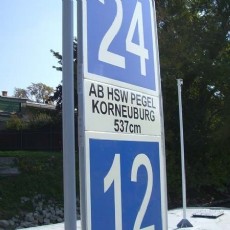 24
AB HSW PEGEL
KORNEUBURG
537cm
12